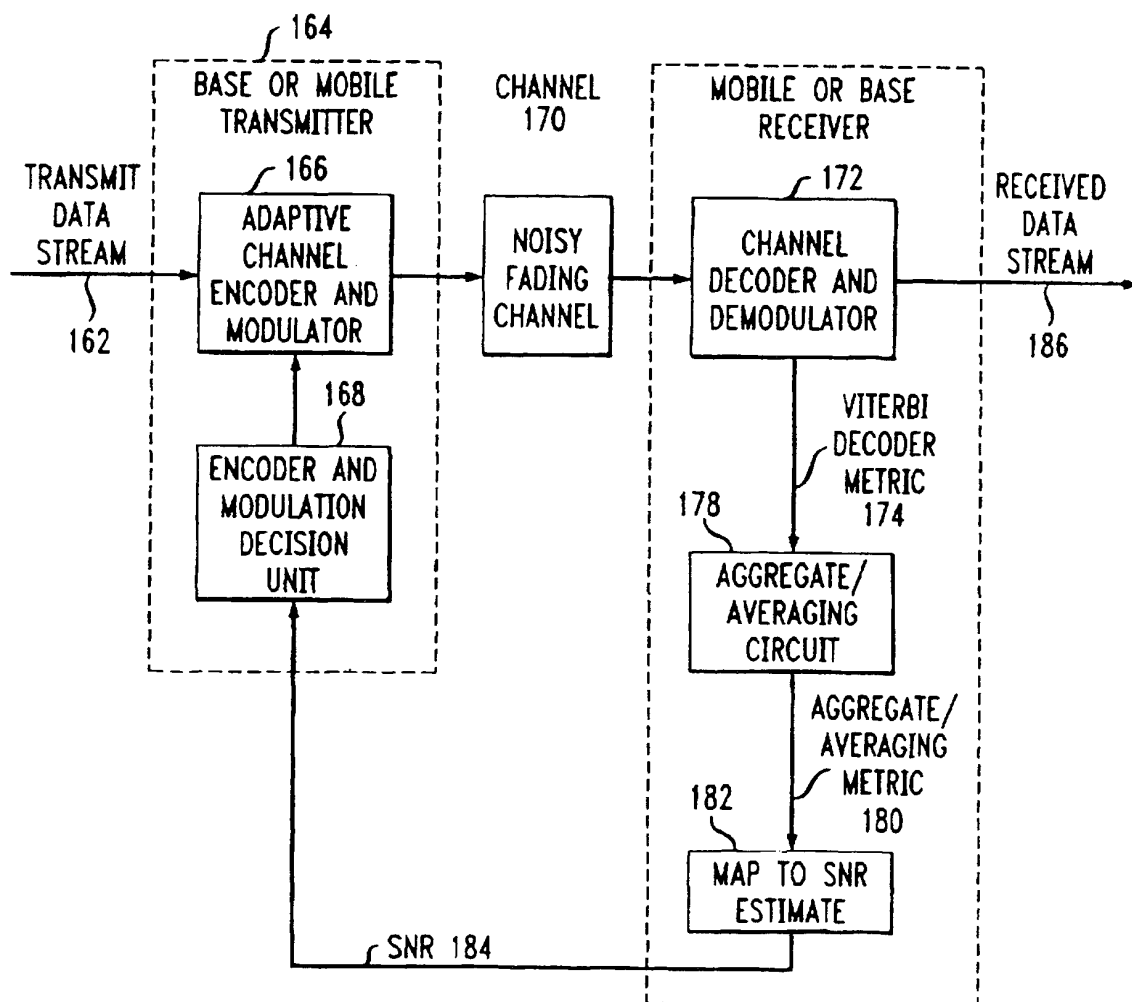 164
BASE OR MOBILE
TRANSMITTER
CHANNEL
170
MOBILE OR BASE
RECEIVER
TRANSMIT
DATA
STREAM
162
166
ADAPTIVE
CHANNEL
ENCODER AND
MODULATOR
NOISY
FADING
CHANNEL
172
CHANNEL
DECODER AND
DEMODULATOR
RECEIVED
DATA
STREAM
186
168
ENCODER AND
MODULATION
DECISION
UNIT
VITERBI
DECODER
METRIC
174
178
AGGREGATE/
AVERAGING
CIRCUIT
AGGREGATE/
AVERAGING
METRIC
180
182
MAP TO SNR
ESTIMATE
SNR 184